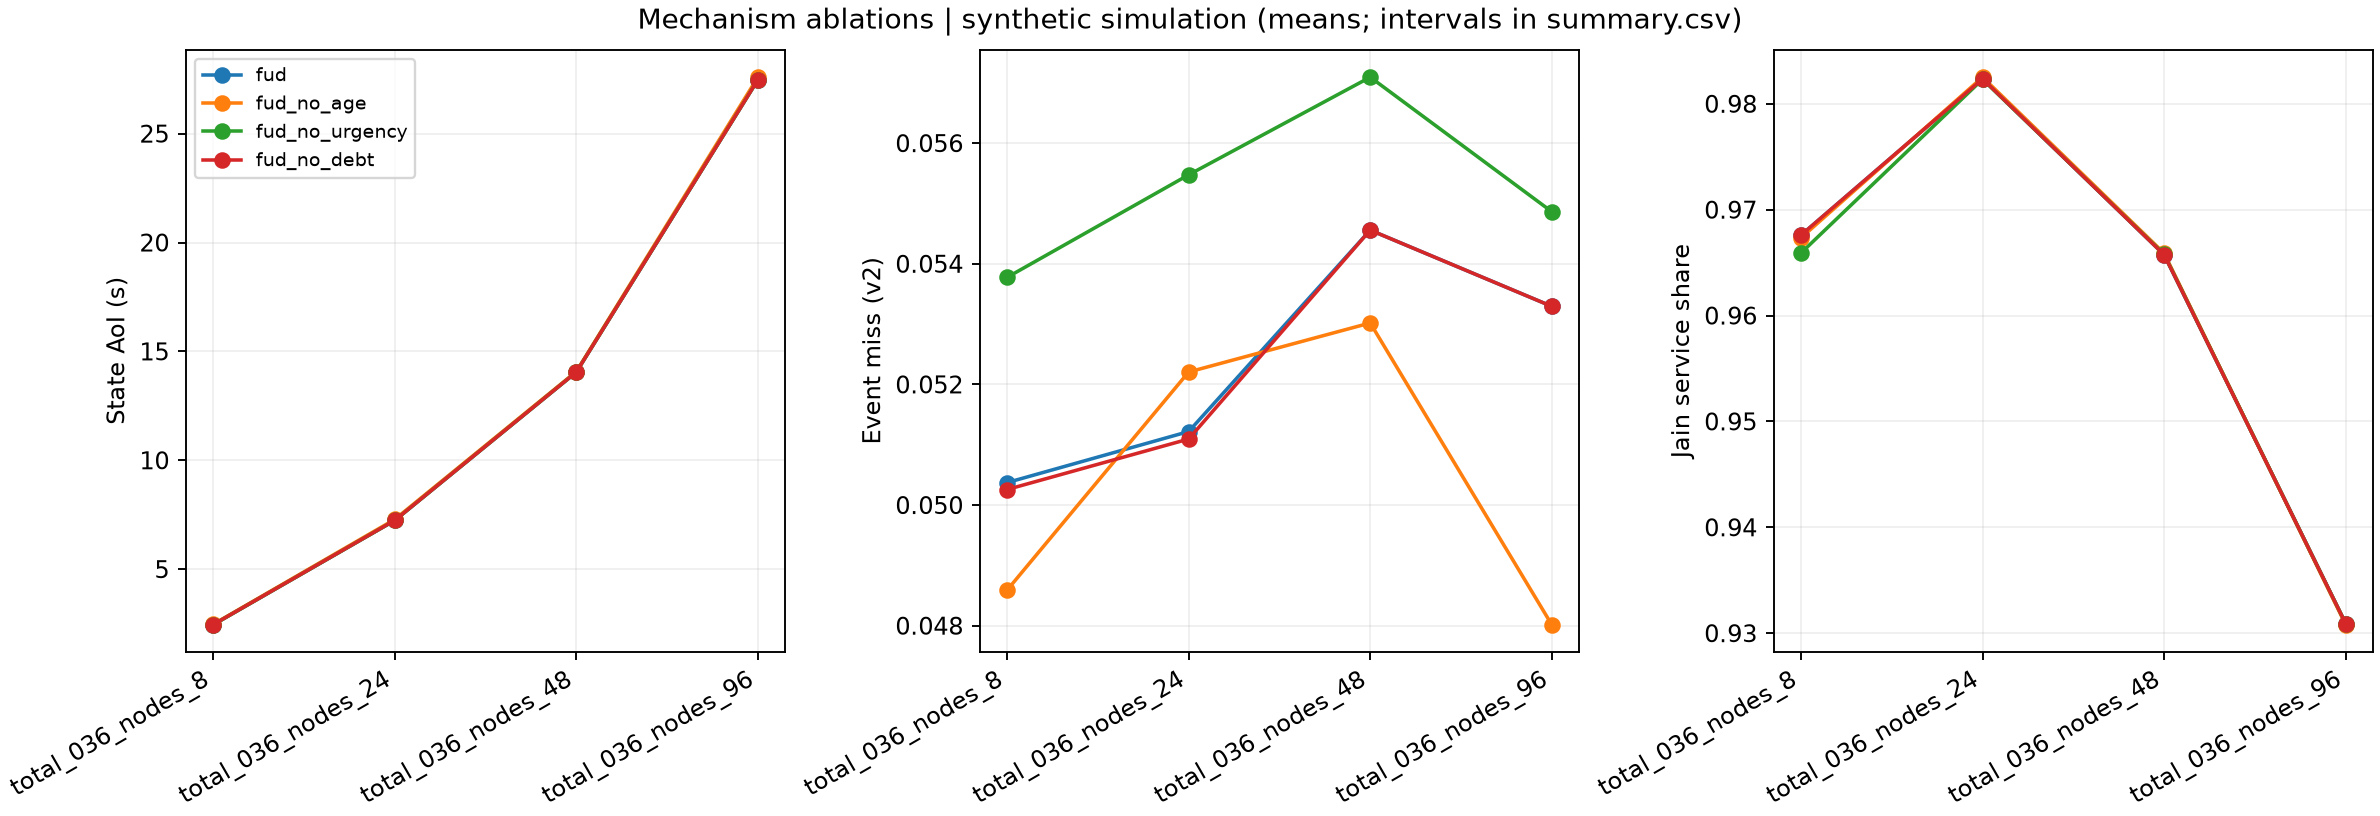 Mechanism ablations | synthetic simulation (means; intervals in summary.csv)
fud
fud_no_age
fud_no_urgency
fud_no_debt
State AoI (s)
25
20
15
10
5
total_036_nodes_8
total_036_nodes_24
total_036_nodes_48
total_036_nodes_96
Event miss (v2)
0.056
0.054
0.052
0.050
0.048
total_036_nodes_8
total_036_nodes_24
total_036_nodes_48
total_036_nodes_96
Jain service share
0.98
0.97
0.96
0.95
0.94
0.93
total_036_nodes_8
total_036_nodes_24
total_036_nodes_48
total_036_nodes_96